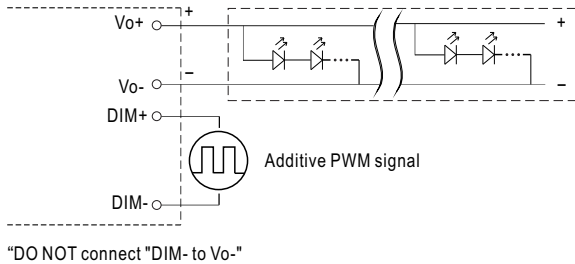 Vo+
+
+
Vo-
–
–
DIM+
Additive PWM signal
DIM-
“DO NOT connect "DIM- to Vo-"